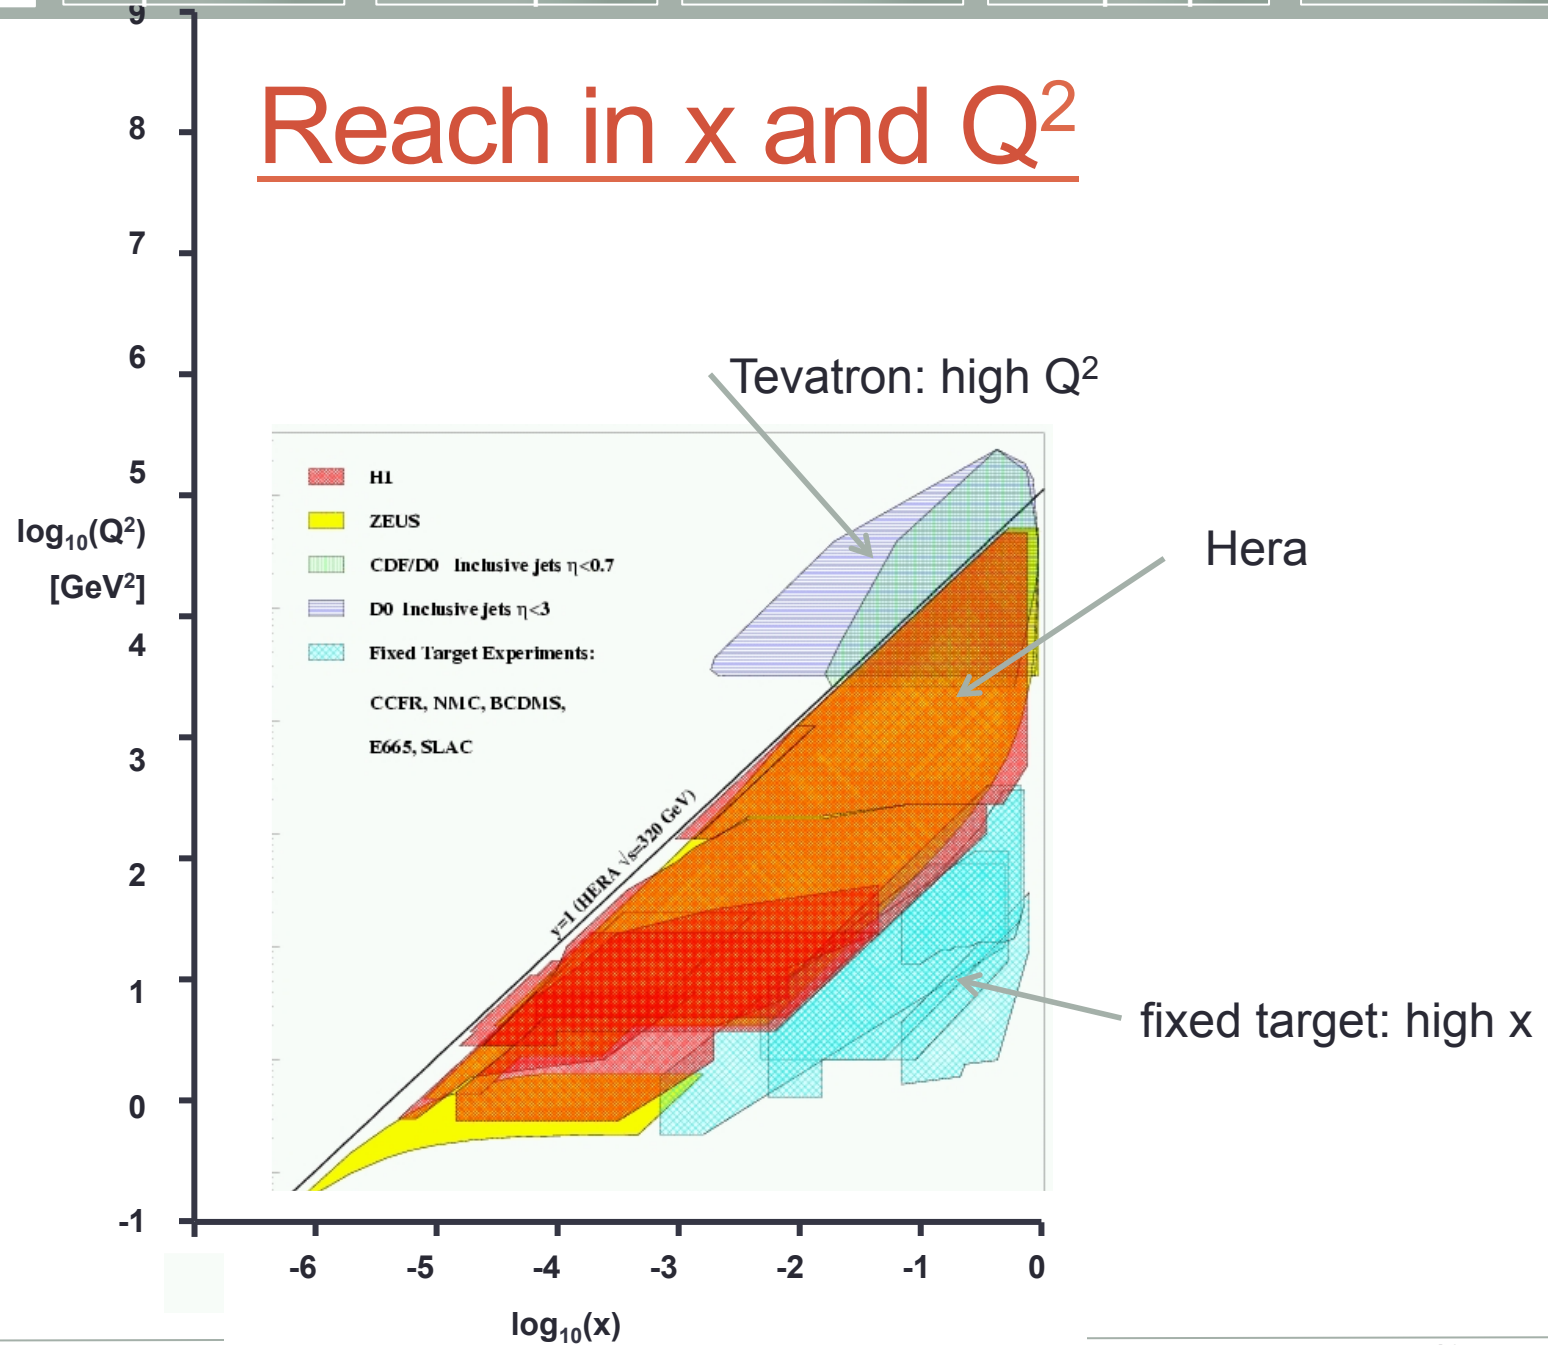 9
Reach in x and Q²
8
7
6
Tevatron: high Q²
5
H1
ZEUS
CDF/D0 Inclusive jets η<0.7
D0 Inclusive jets η<3
Fixed Target Experiments:
CCFR, NMC, BCDMS,
E665, SLAC
log₁₀(Q²)
[GeV²]
Hera
4
3
y=1 (HERA √s=320 GeV)
2
1
fixed target: high x
0
-1
-6 -5 -4 -3 -2 -1 0
log₁₀(x)